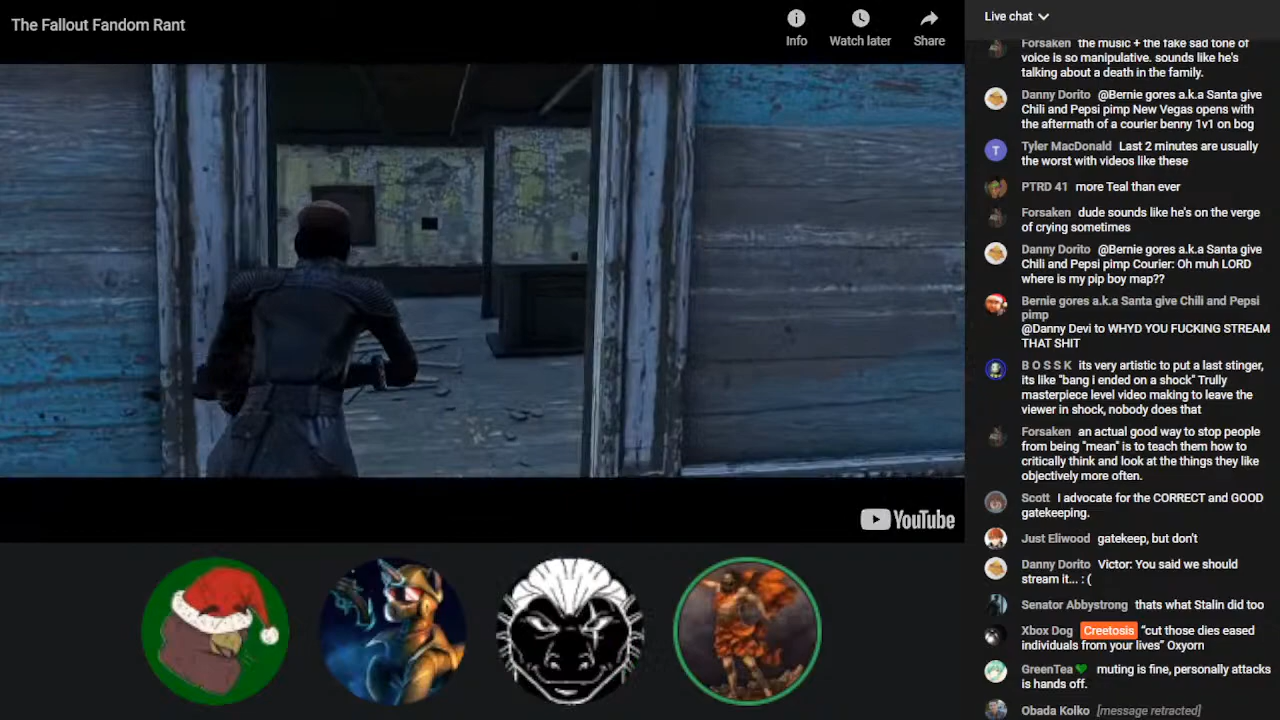 The Fallout Fandom Rant
Info
Watch later
Share
YouTube
Live chat
Forsaken the music + the fake sad tone of
voice is so manipulative. sounds like he's
talking about a death in the family.
Danny Dorito @Bernie gores a.k.a Santa give
Chili and Pepsi pimp New Vegas opens with
the aftermath of a courier benny 1v1 on bog
Tyler MacDonald Last 2 minutes are usually
the worst with videos like these
PTRD 41 more Teal than ever
Forsaken dude sounds like he's on the verge
of crying sometimes
Danny Dorito @Bernie gores a.k.a Santa give
Chili and Pepsi pimp Courier: Oh muh LORD
where is my pip boy map??
Bernie gores a.k.a Santa give Chili and Pepsi
pimp
@Danny Devi to WHYD YOU FUCKING STREAM
THAT SHIT
B O S S K its very artistic to put a last stinger,
its like "bang i ended on a shock" Trully
masterpiece level video making to leave the
viewer in shock, nobody does that
Forsaken an actual good way to stop people
from being "mean" is to teach them how to
critically think and look at the things they like
objectively more often.
Scott I advocate for the CORRECT and GOOD
gatekeeping.
Just Eliwood gatekeep, but don't
Danny Dorito Victor: You said we should
stream it... : (
Senator Abbystrong thats what Stalin did too
Xbox Dog Creetosis "cut those dies eased
individuals from your lives" Oxyorn
GreenTea💚 muting is fine, personally attacks
is hands off.
Obada Kolko [message retracted]
T